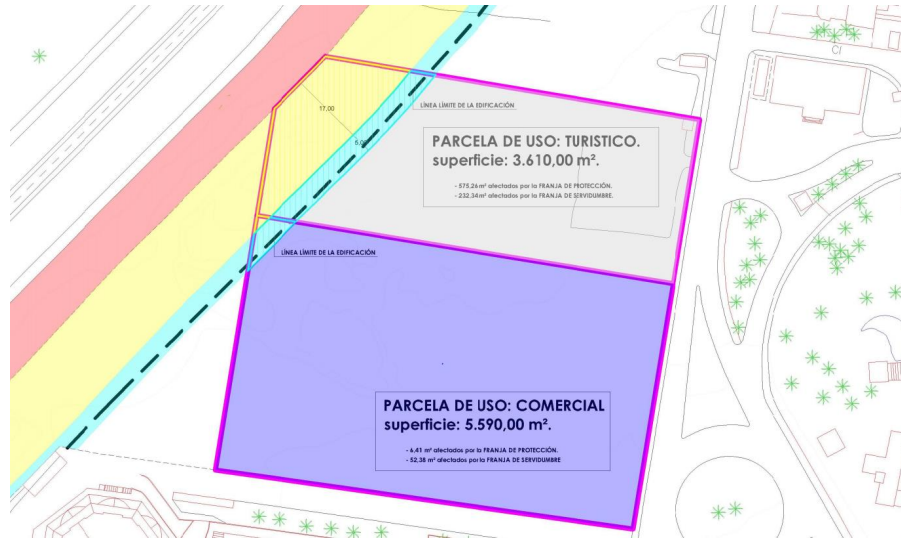 CI
LÍNEA LÍMITE DE LA EDIFICACIÓN
17,00
PARCELA DE USO: TURISTICO.
superficie: 3.610,00 m².
- 575.26 m² afectados por la FRANJA DE PROTECCIÓN.
- 232.34 m² afectados por la FRANJA DE SERVIDUMBRE.
LÍNEA LÍMITE DE LA EDIFICACIÓN
PARCELA DE USO: COMERCIAL
superficie: 5.590,00 m².
- 6,41 m² afectados por la FRANJA DE PROTECCIÓN.
- 52,38 m² afectados por la FRANJA DE SERVIDUMBRE